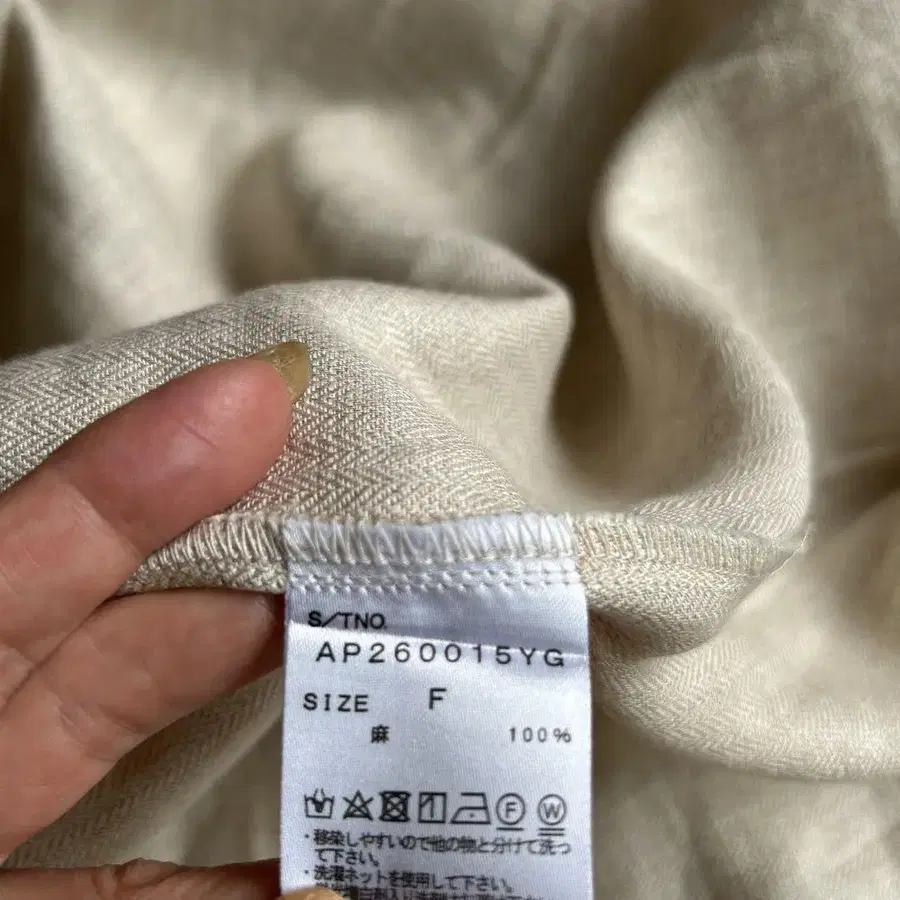 S/TNO.
AP260015YG
SIZE F
麻 100%
F W
・移染しやすいので他の物と分けて洗っ
て下さい。
・洗濯ネットを使用して下さい。